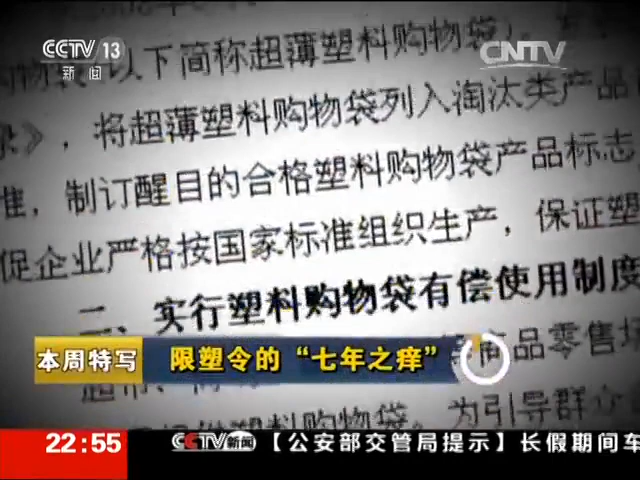 CCTV 13
新闻
CNTV
以下简称超薄塑料购物袋）
》，将超薄塑料购物袋列入淘汰类产品
准，制订醒目的合格塑料购物袋产品标志
促企业严格按国家标准组织生产，保证塑
二、实行塑料购物袋有偿使用制度
商品零售场
塑料购物袋。为引导群众
本周特写
限塑令的“七年之痒”
22:55
CCTV新闻
【公安部交管局提示】长假期间车